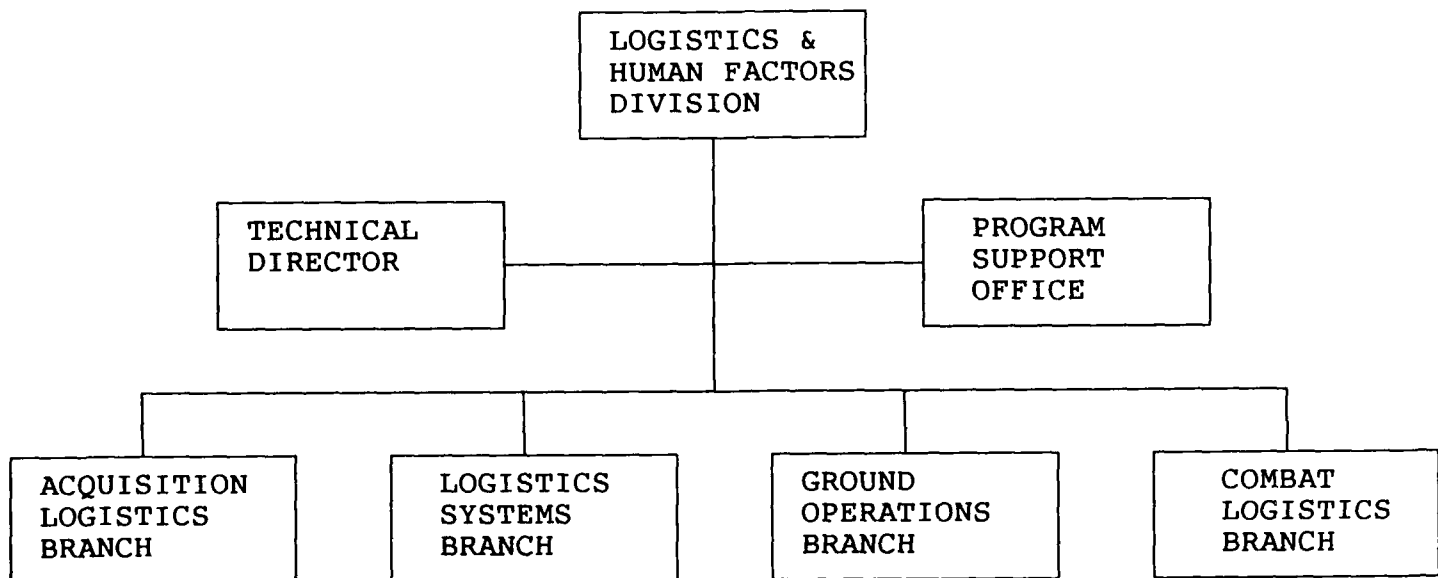 LOGISTICS &
HUMAN FACTORS
DIVISION
TECHNICAL
DIRECTOR
PROGRAM
SUPPORT
OFFICE
ACQUISITION
LOGISTICS
BRANCH
LOGISTICS
SYSTEMS
BRANCH
GROUND
OPERATIONS
BRANCH
COMBAT
LOGISTICS
BRANCH